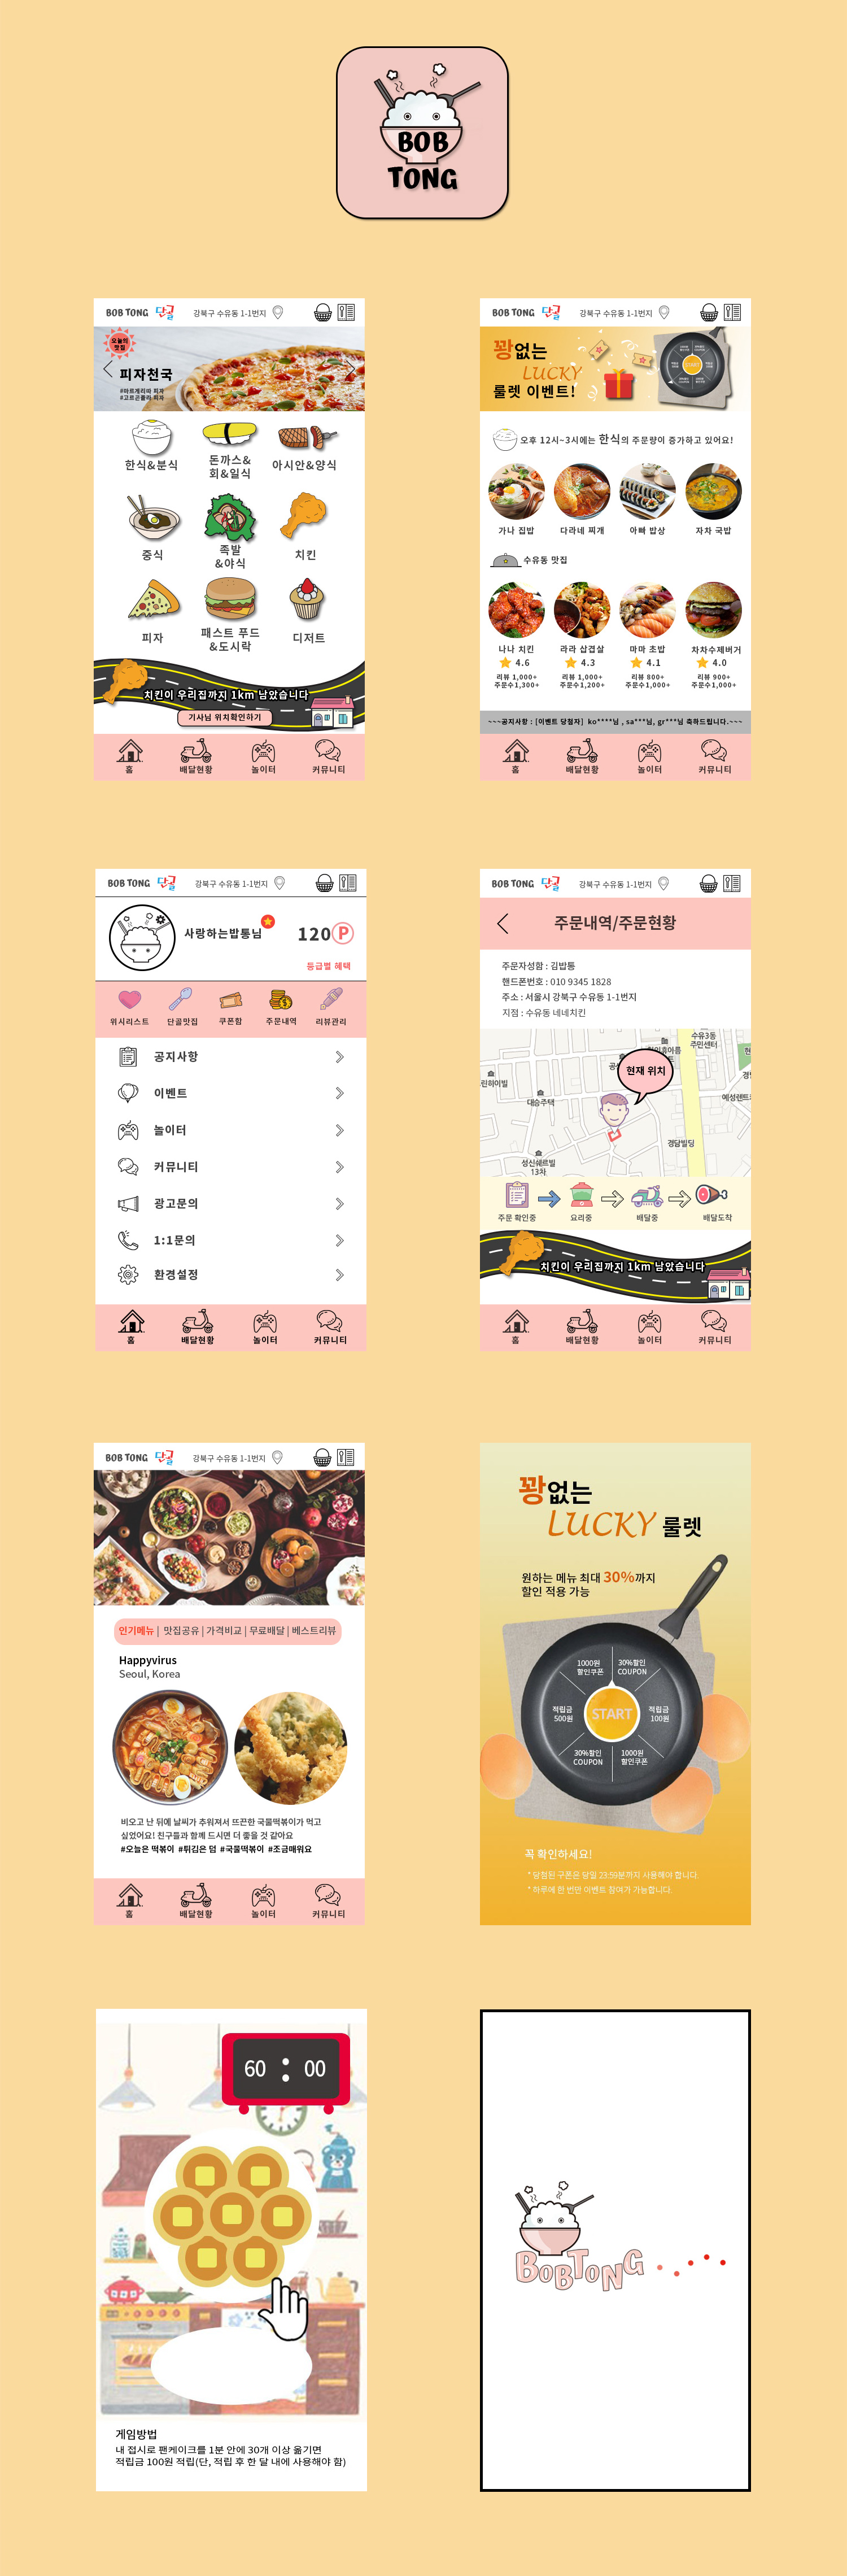 BOB
TONG
BOB TONG 단골 강북구 수유동 1-1번지
오늘의
맛집
피자천국
#마르게리따 피자
#고르곤졸라 피자
한식&분식
돈까스&
회&일식
아시안&양식
중식
족발
&야식
치킨
피자
패스트 푸드
&도시락
디저트
치킨이 우리집까지 1km 남았습니다
기사님 위치확인하기
홈 배달현황 놀이터 커뮤니티
BOB TONG 단골 강북구 수유동 1-1번지
꽝없는
LUCKY
룰렛 이벤트!
START
오후 12시~3시에는 한식의 주문량이 증가하고 있어요!
가나 집밥 다라네 찌개 아빠 밥상 자차 국밥
수유동 맛집
나나 치킨 라라 삼겹살 마마 초밥 차차수제버거
4.6 4.3 4.1 4.0
리뷰 1,000+ 리뷰 1,000+ 리뷰 800+ 리뷰 900+
주문수1,300+ 주문수1,200+ 주문수1,000+ 주문수1,000+
~~~공지사항 : [이벤트 당첨자] ko****님 , sa***님, gr***님 축하드립니다.~~~
홈 배달현황 놀이터 커뮤니티
BOB TONG 단골 강북구 수유동 1-1번지
사랑하는밥통님
120 P
등급별 혜택
위시리스트 단골맛집 쿠폰함 주문내역 리뷰관리
공지사항
이벤트
놀이터
커뮤니티
광고문의
1:1문의
환경설정
홈 배달현황 놀이터 커뮤니티
BOB TONG 단골 강북구 수유동 1-1번지
주문내역/주문현황
주문자성함 : 김밥통
핸드폰번호 : 010 9345 1828
주소 : 서울시 강북구 수유동 1-1번지
지점 : 수유동 네네치킨
수유3동
주민센터
현재 위치
린하이빌
대승주택
예성렌트
경담빌딩
성신쉐르빌
13차
주문 확인중 요리중 배달중 배달도착
치킨이 우리집까지 1km 남았습니다
홈 배달현황 놀이터 커뮤니티
BOB TONG 단골 강북구 수유동 1-1번지
인기메뉴 | 맛집공유 | 가격비교 | 무료배달 | 베스트리뷰
Happyvirus
Seoul, Korea
비오고 난 뒤에 날씨가 추워져서 뜨끈한 국물떡볶이가 먹고
싶었어요! 친구들과 함께 드시면 더 좋을 것 같아요
#오늘은 떡볶이 #튀김은 덤 #국물떡볶이 #조금매워요
홈 배달현황 놀이터 커뮤니티
꽝없는
LUCKY 룰렛
원하는 메뉴 최대 30%까지
할인 적용 가능
1000원
할인쿠폰
30%할인
COUPON
적립금
500원
START
적립금
100원
30%할인
COUPON
1000원
할인쿠폰
꼭 확인하세요!
* 당첨된 쿠폰은 당일 23:59분까지 사용해야 합니다.
* 하루에 한 번만 이벤트 참여가 가능합니다.
60 : 00
게임방법
내 접시로 팬케이크를 1분 안에 30개 이상 옮기면
적립금 100원 적립(단, 적립 후 한 달 내에 사용해야 함)
BOBTONG